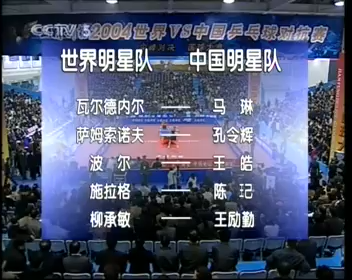 CCTV 5
2004世界VS中国乒乓球对抗赛
世界明星队 中国明星队
瓦尔德内尔 —— 马 琳
萨姆索诺夫 —— 孔令辉
波 尔 —— 王 皓
施拉格 —— 陈 玘
柳承敏 —— 王励勤